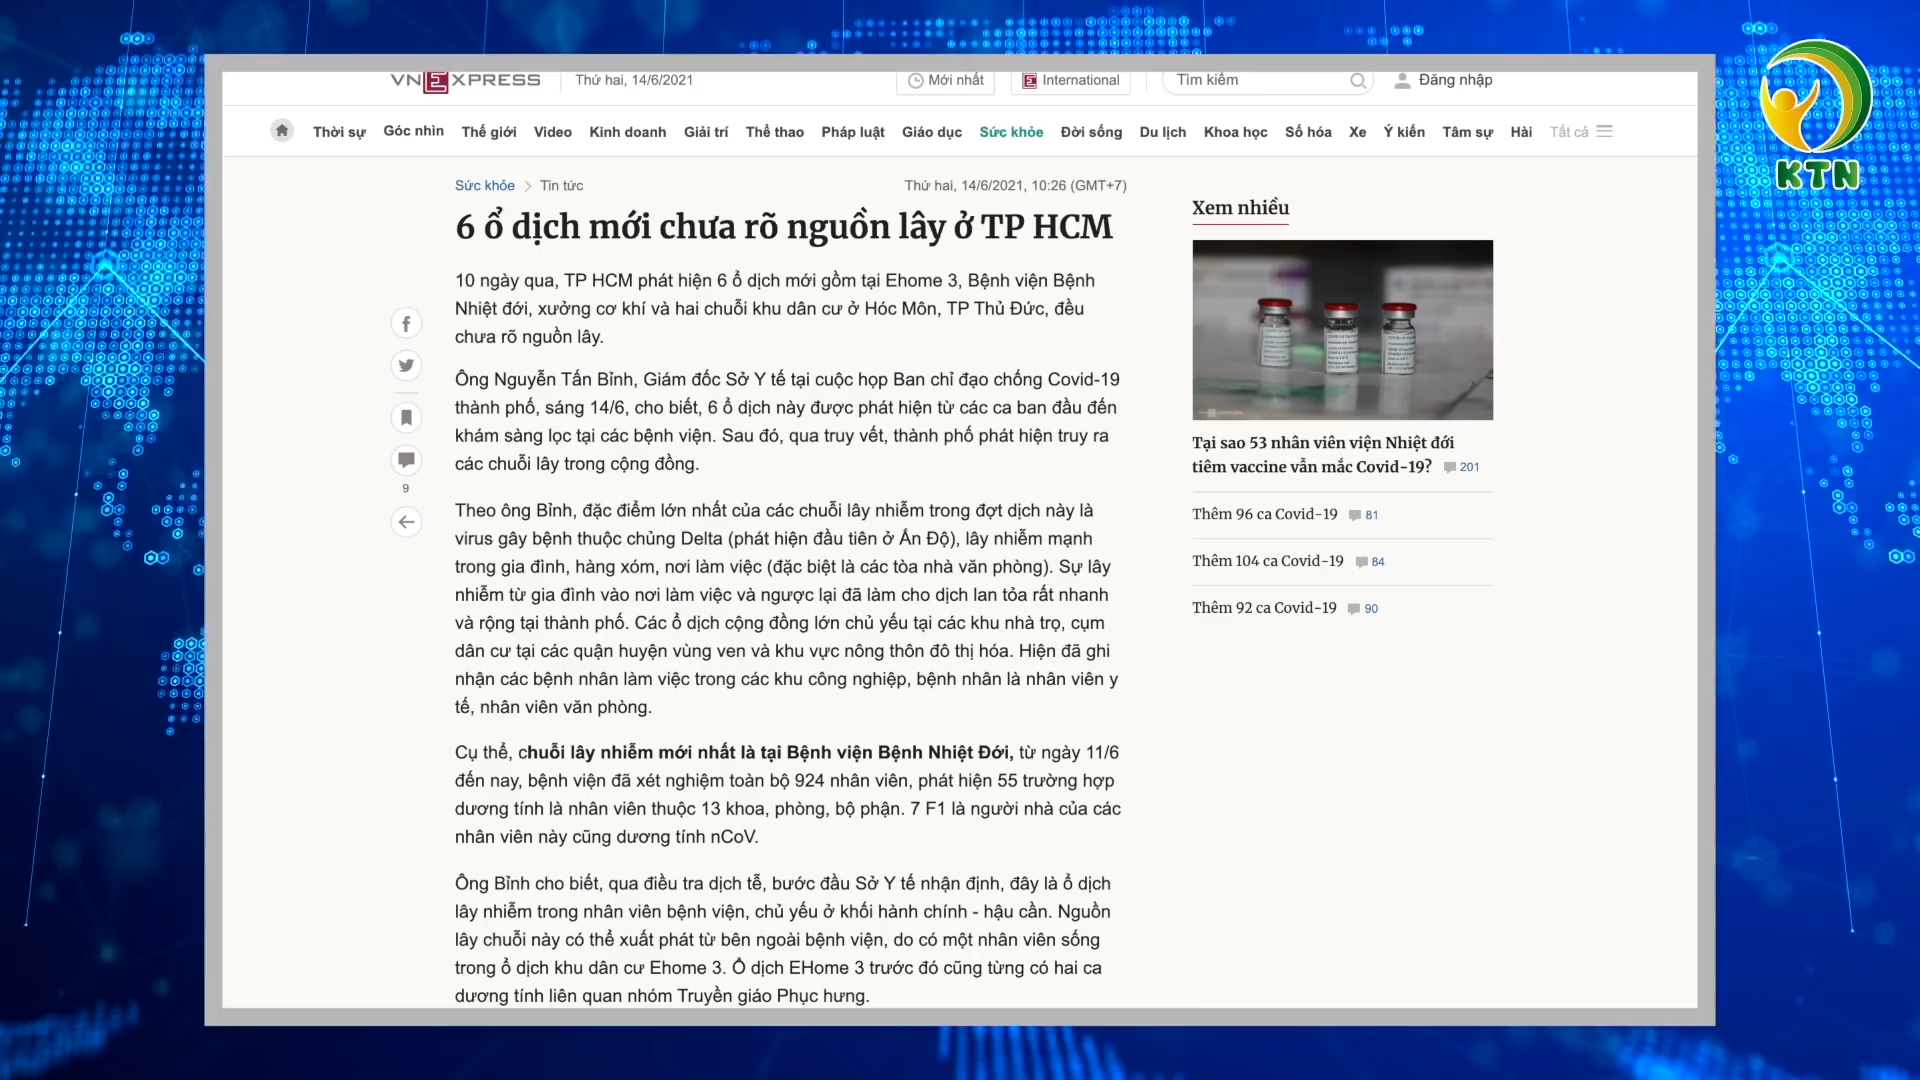 VNEXPRESS
Thứ hai, 14/6/2021
Mới nhất
International
Tìm kiếm
Đăng nhập
KTN
Thời sự Góc nhìn Thế giới Video Kinh doanh Giải trí Thể thao Pháp luật Giáo dục Sức khỏe Đời sống Du lịch Khoa học Số hóa Xe Ý kiến Tâm sự Hài Tất cả
Sức khỏe > Tin tức
Thứ hai, 14/6/2021, 10:26 (GMT+7)
6 ổ dịch mới chưa rõ nguồn lây ở TP HCM
10 ngày qua, TP HCM phát hiện 6 ổ dịch mới gồm tại Ehome 3, Bệnh viện Bệnh
Nhiệt đới, xưởng cơ khí và hai chuỗi khu dân cư ở Hóc Môn, TP Thủ Đức, đều
chưa rõ nguồn lây.
Ông Nguyễn Tấn Bỉnh, Giám đốc Sở Y tế tại cuộc họp Ban chỉ đạo chống Covid-19
thành phố, sáng 14/6, cho biết, 6 ổ dịch này được phát hiện từ các ca ban đầu đến
khám sàng lọc tại các bệnh viện. Sau đó, qua truy vết, thành phố phát hiện truy ra
các chuỗi lây trong cộng đồng.
9
Theo ông Bỉnh, đặc điểm lớn nhất của các chuỗi lây nhiễm trong đợt dịch này là
virus gây bệnh thuộc chủng Delta (phát hiện đầu tiên ở Ấn Độ), lây nhiễm mạnh
trong gia đình, hàng xóm, nơi làm việc (đặc biệt là các tòa nhà văn phòng). Sự lây
nhiễm từ gia đình vào nơi làm việc và ngược lại đã làm cho dịch lan tỏa rất nhanh
và rộng tại thành phố. Các ổ dịch cộng đồng lớn chủ yếu tại các khu nhà trọ, cụm
dân cư tại các quận huyện vùng ven và khu vực nông thôn đô thị hóa. Hiện đã ghi
nhận các bệnh nhân làm việc trong các khu công nghiệp, bệnh nhân là nhân viên y
tế, nhân viên văn phòng.
Cụ thể, chuỗi lây nhiễm mới nhất là tại Bệnh viện Bệnh Nhiệt Đới, từ ngày 11/6
đến nay, bệnh viện đã xét nghiệm toàn bộ 924 nhân viên, phát hiện 55 trường hợp
dương tính là nhân viên thuộc 13 khoa, phòng, bộ phận. 7 F1 là người nhà của các
nhân viên này cũng dương tính nCoV.
Ông Bỉnh cho biết, qua điều tra dịch tễ, bước đầu Sở Y tế nhận định, đây là ổ dịch
lây nhiễm trong nhân viên bệnh viện, chủ yếu ở khối hành chính - hậu cần. Nguồn
lây chuỗi này có thể xuất phát từ bên ngoài bệnh viện, do có một nhân viên sống
trong ổ dịch khu dân cư Ehome 3. Ổ dịch EHome 3 trước đó cũng từng có hai ca
dương tính liên quan nhóm Truyền giáo Phục hưng.
Xem nhiều
Tại sao 53 nhân viên viện Nhiệt đới
tiêm vaccine vẫn mắc Covid-19? 201
Thêm 96 ca Covid-19 81
Thêm 104 ca Covid-19 84
Thêm 92 ca Covid-19 90